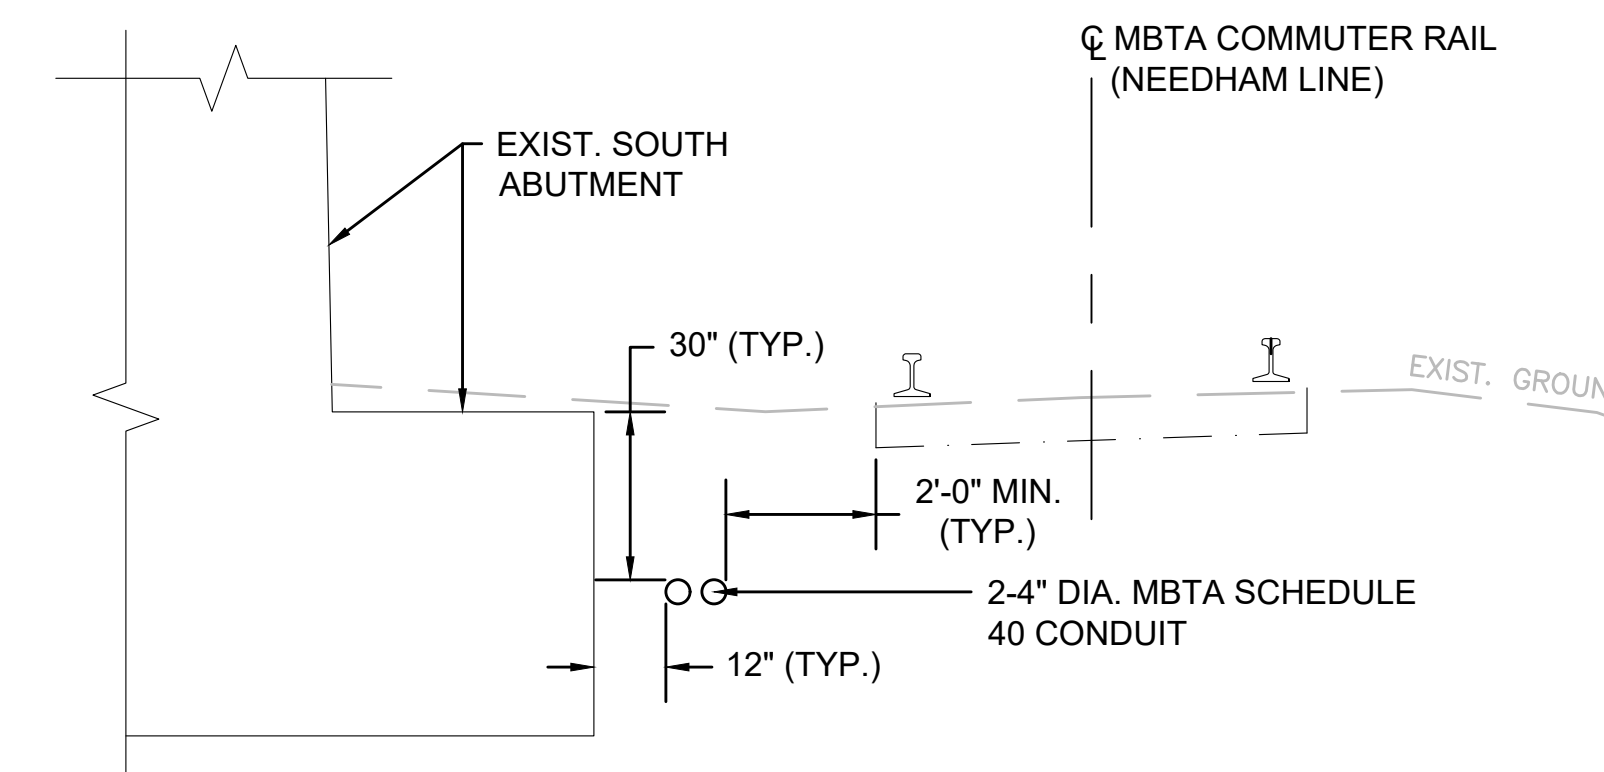 ℄ MBTA COMMUTER RAIL
(NEEDHAM LINE)
EXIST. SOUTH
ABUTMENT
30" (TYP.)
EXIST. GROUN
2'-0" MIN.
(TYP.)
2-4" DIA. MBTA SCHEDULE
40 CONDUIT
12" (TYP.)